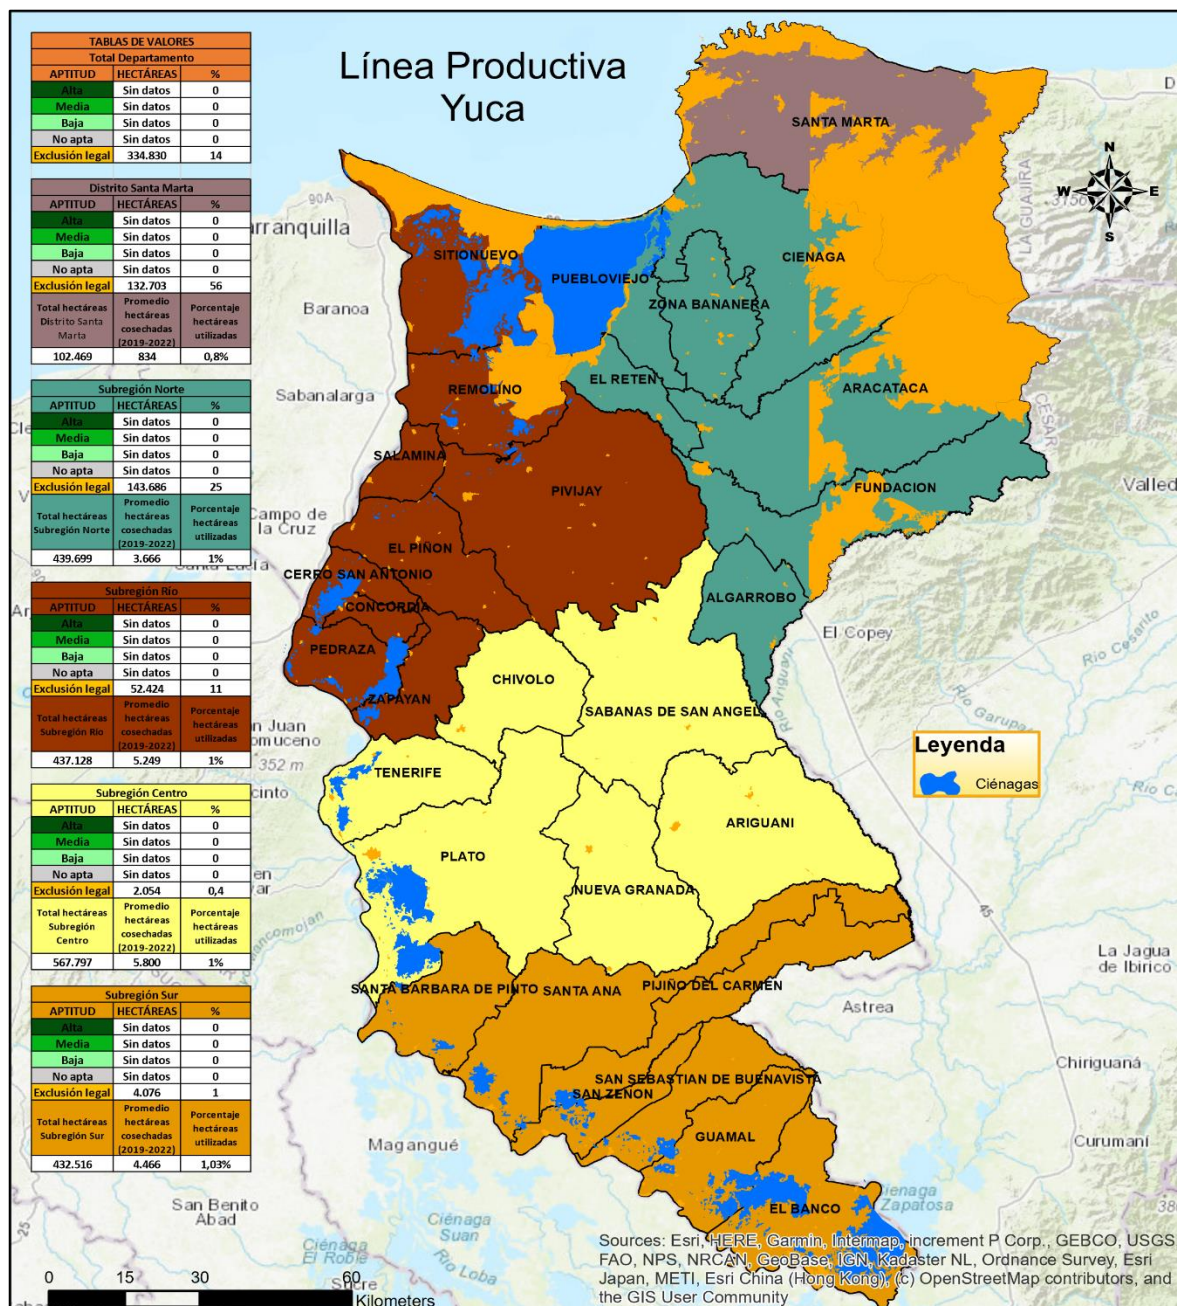 Línea Productiva
Yuca
TABLAS DE VALORES
Total Departamento
APTITUD HECTÁREAS %
Alta Sin datos 0
Media Sin datos 0
Baja Sin datos 0
No apta Sin datos 0
Exclusión legal 334.830 14
Distrito Santa Marta
APTITUD HECTÁREAS %
Alta Sin datos 0
Media Sin datos 0
Baja Sin datos 0
No apta Sin datos 0
Exclusión legal 132.703 56
Total hectáreas Distrito Santa Marta Promedio hectáreas cosechadas (2019-2022) Porcentaje hectáreas utilizadas
102.469 834 0,8%
Subregión Norte
APTITUD HECTÁREAS %
Alta Sin datos 0
Media Sin datos 0
Baja Sin datos 0
No apta Sin datos 0
Exclusión legal 143.686 25
Total hectáreas Subregión Norte Promedio hectáreas cosechadas (2019-2022) Porcentaje hectáreas utilizadas
439.699 3.666 1%
Subregión Río
APTITUD HECTÁREAS %
Alta Sin datos 0
Media Sin datos 0
Baja Sin datos 0
No apta Sin datos 0
Exclusión legal 52.424 11
Total hectáreas Subregión Río Promedio hectáreas cosechadas (2019-2022) Porcentaje hectáreas utilizadas
437.128 5.249 1%
Subregión Centro
APTITUD HECTÁREAS %
Alta Sin datos 0
Media Sin datos 0
Baja Sin datos 0
No apta Sin datos 0
Exclusión legal 2.054 0,4
Total hectáreas Subregión Centro Promedio hectáreas cosechadas (2019-2022) Porcentaje hectáreas utilizadas
567.797 5.800 1%
Subregión Sur
APTITUD HECTÁREAS %
Alta Sin datos 0
Media Sin datos 0
Baja Sin datos 0
No apta Sin datos 0
Exclusión legal 4.076 1
Total hectáreas Subregión Sur Promedio hectáreas cosechadas (2019-2022) Porcentaje hectáreas utilizadas
432.516 4.466 1,03%
SANTA MARTA
N
W E
S
LA GUAJIRA
90A
arranquilla
SITIONUEVO
PUEBLOVIEJO
CIENAGA
Baranoa
ZONA BANANERA
Sabanalarga
REMOLINO
EL RETEN
ARACATACA
CESAR
SALAMINA
PIVIJAY
FUNDACION
Valled
Campo de
la Cruz
EL PIÑON
CERRO SAN ANTONIO
CONCORDIA
ALGARROBO
El Copey
Río Cesarito
PEDRAZA
ZAPAYAN
CHIVOLO
SABANAS DE SAN ANGEL
Río Ariguani
Río Garupa
n Juan
omuceno
352 m
TENERIFE
Leyenda
Ciénagas
ARIGUANI
PLATO
NUEVA GRANADA
45
La Jagua
de Ibirico
SANTA BARBARA DE PINTO
SANTA ANA
PIJIÑO DEL CARMEN
Astrea
Chiriguaná
SAN SEBASTIAN DE BUENAVISTA
SAN ZENON
GUAMAL
Magangué
Curumaní
San Benito
Abad
25
Ciénaga
Suan
Ciénaga
El Roble
Río Loba
EL BANCO
Cienaga
Zapatosa
Sucre
0 15 30 60
Kilometers
Sources: Esri, HERE, Garmin, Intermap, increment P Corp., GEBCO, USGS,
FAO, NPS, NRCAN, GeoBase, IGN, Kadaster NL, Ordnance Survey, Esri
Japan, METI, Esri China (Hong Kong), (c) OpenStreetMap contributors, and
the GIS User Community